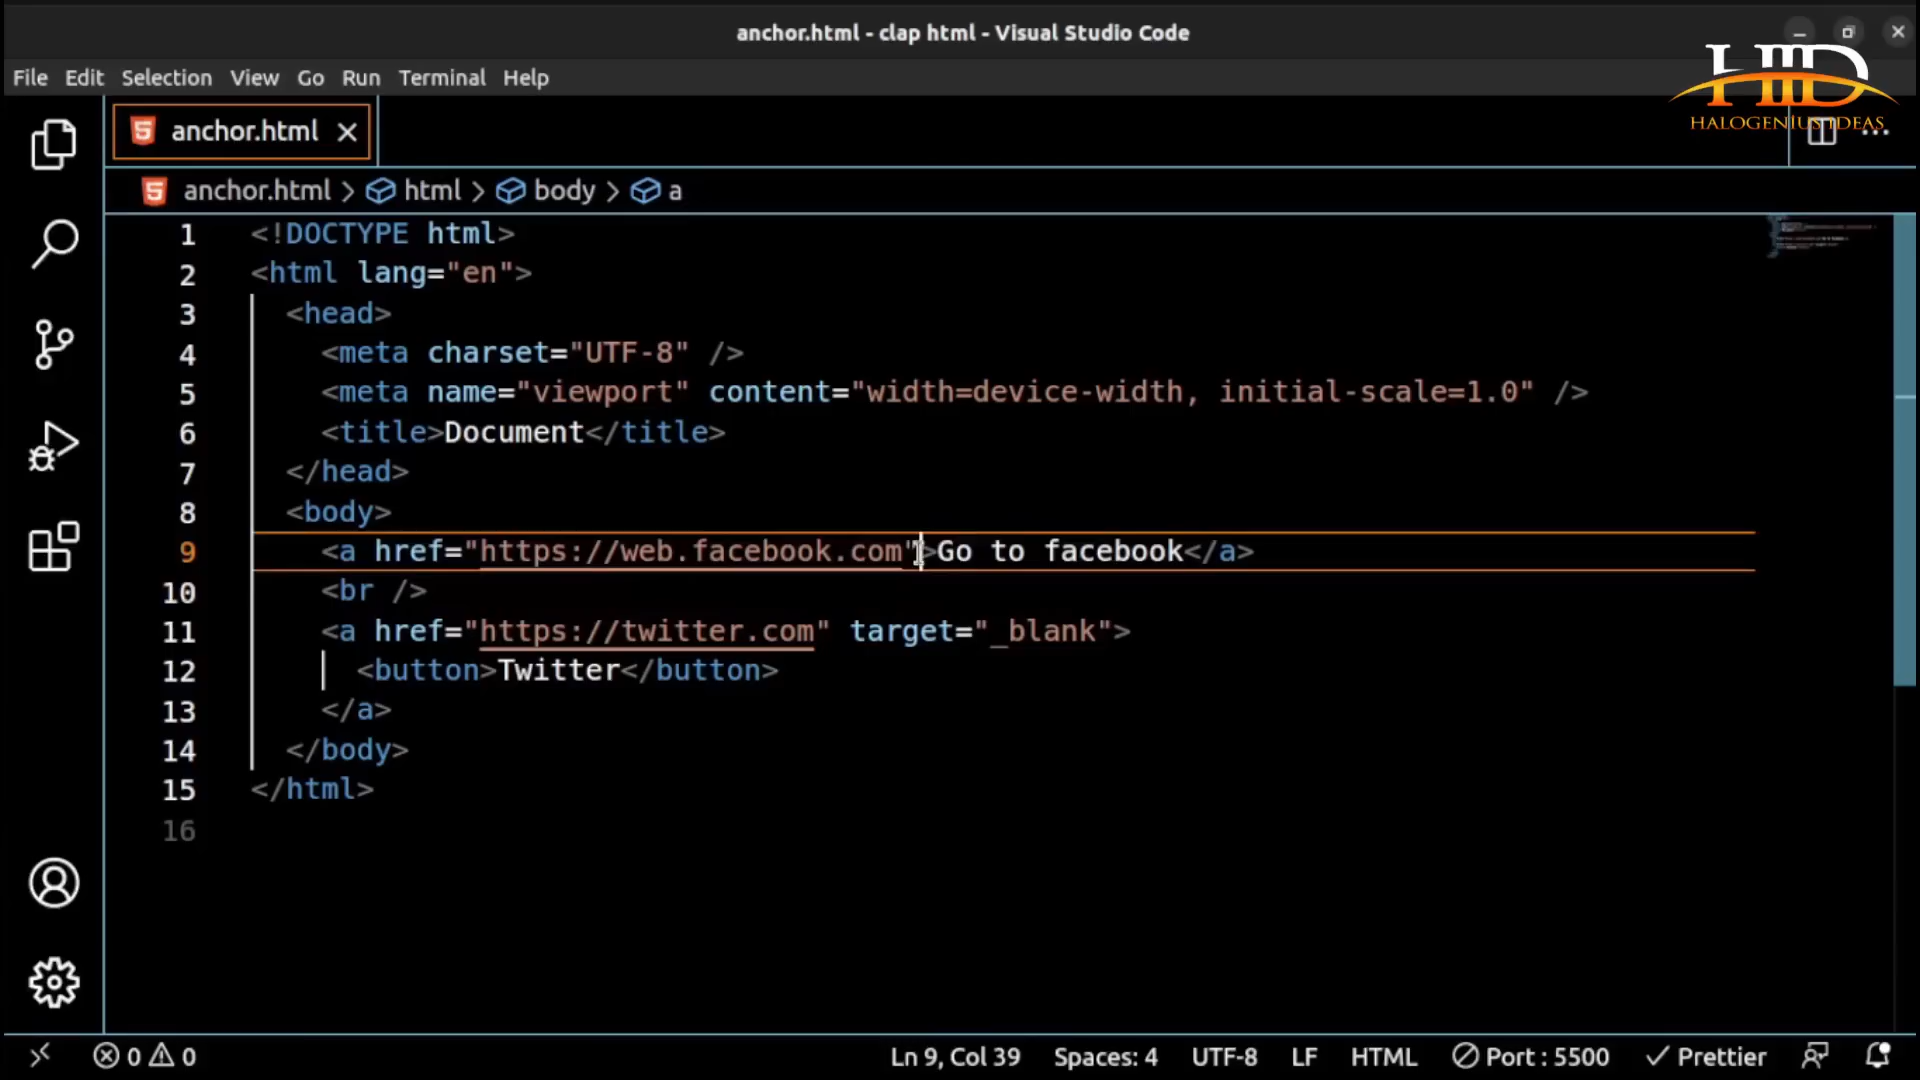 anchor.html - clap html - Visual Studio Code
File Edit Selection View Go Run Terminal Help
HID
HALOGENIUS IDEAS
anchor.html
anchor.html > html > body > a
1 <!DOCTYPE html>
2 <html lang="en">
3 <head>
4 <meta charset="UTF-8" />
5 <meta name="viewport" content="width=device-width, initial-scale=1.0" />
6 <title>Document</title>
7 </head>
8 <body>
9 <a href="https://web.facebook.com">Go to facebook</a>
10 <br />
11 <a href="https://twitter.com" target="_blank">
12 <button>Twitter</button>
13 </a>
14 </body>
15 </html>
16
0 0 Ln 9, Col 39 Spaces: 4 UTF-8 LF HTML Port : 5500 Prettier